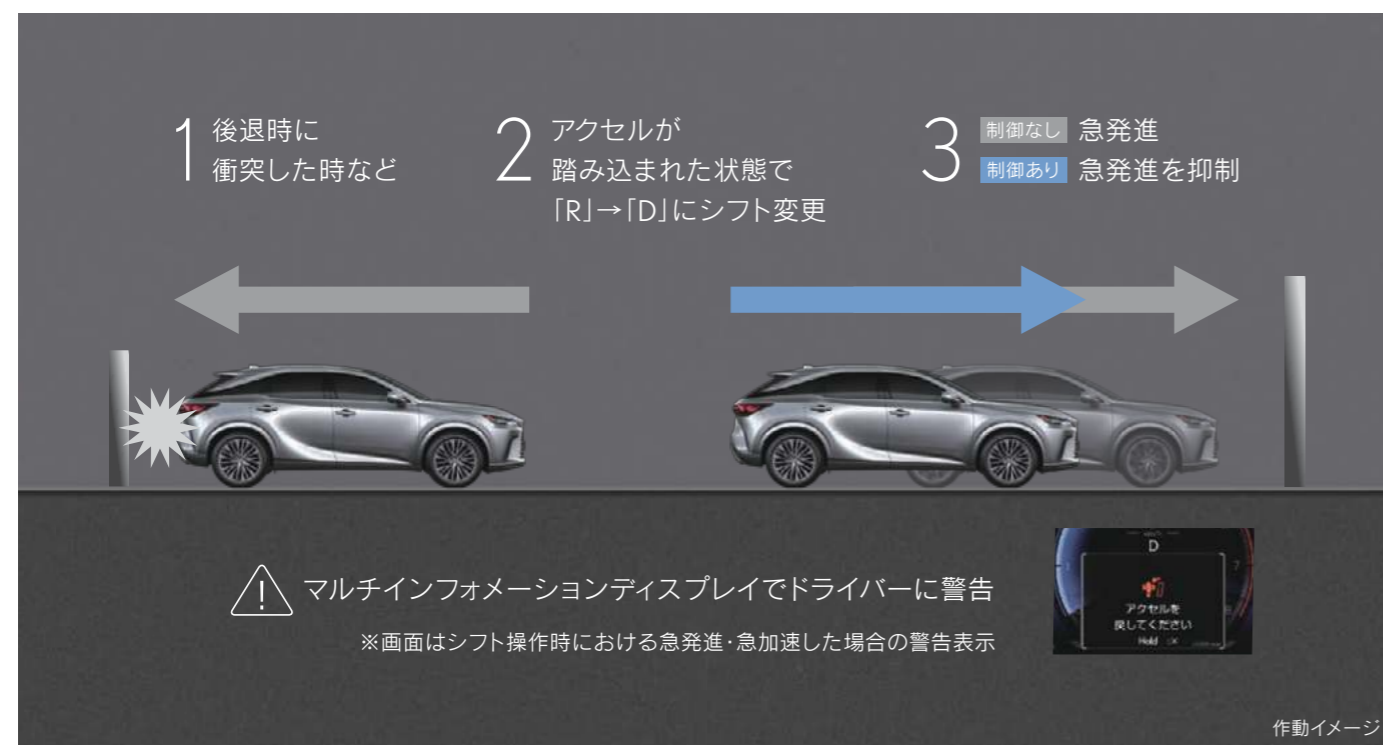 1
後退時に
衝突した時など
2
アクセルが
踏み込まれた状態で
「R」→「D」にシフト変更
3
制御なし 急発進
制御あり 急発進を抑制
マルチインフォメーションディスプレイでドライバーに警告
※画面はシフト操作時における急発進・急加速した場合の警告表示
D
1
7
アクセルを
戻してください
Hold
作動イメージ